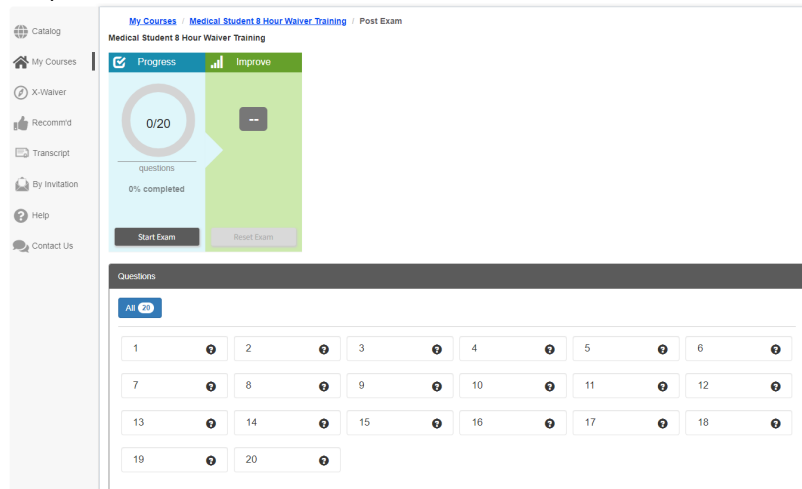 My Courses / Medical Student 8 Hour Waiver Training / Post Exam
Medical Student 8 Hour Waiver Training
Catalog
My Courses
X-Waiver
Recomm'd
Transcript
By Invitation
Help
Contact Us
Progress
Improve
0/20
--
questions
0% completed
Start Exam
Reset Exam
Questions
All 20
1 2 3 4 5 6
7 8 9 10 11 12
13 14 15 16 17 18
19 20